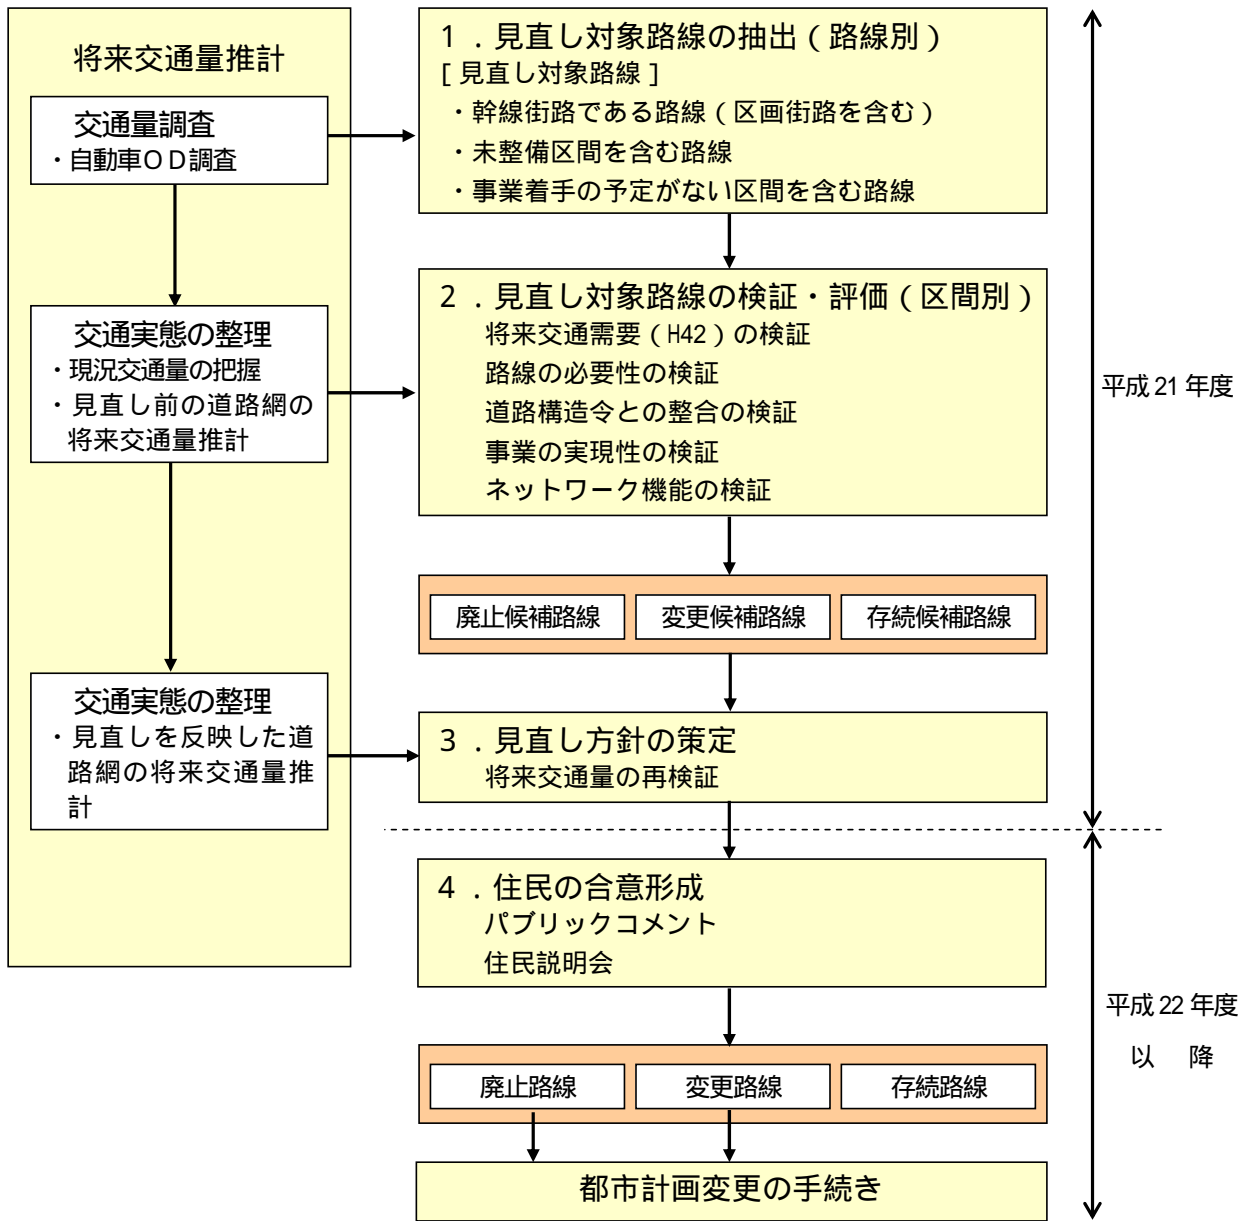 将来交通量推計
交通量調査
・自動車ＯＤ調査
交通実態の整理
・現況交通量の把握
・見直し前の道路網の
将来交通量推計
交通実態の整理
・見直しを反映した道
路網の将来交通量推
計
１．見直し対象路線の抽出（路線別）
[見直し対象路線]
・幹線街路である路線（区画街路を含む）
・未整備区間を含む路線
・事業着手の予定がない区間を含む路線
２．見直し対象路線の検証・評価（区間別）
将来交通需要（H42）の検証
路線の必要性の検証
道路構造令との整合の検証
事業の実現性の検証
ネットワーク機能の検証
廃止候補路線
変更候補路線
存続候補路線
３．見直し方針の策定
将来交通量の再検証
４．住民の合意形成
パブリックコメント
住民説明会
廃止路線
変更路線
存続路線
都市計画変更の手続き
平成21年度
平成22年度
以　降